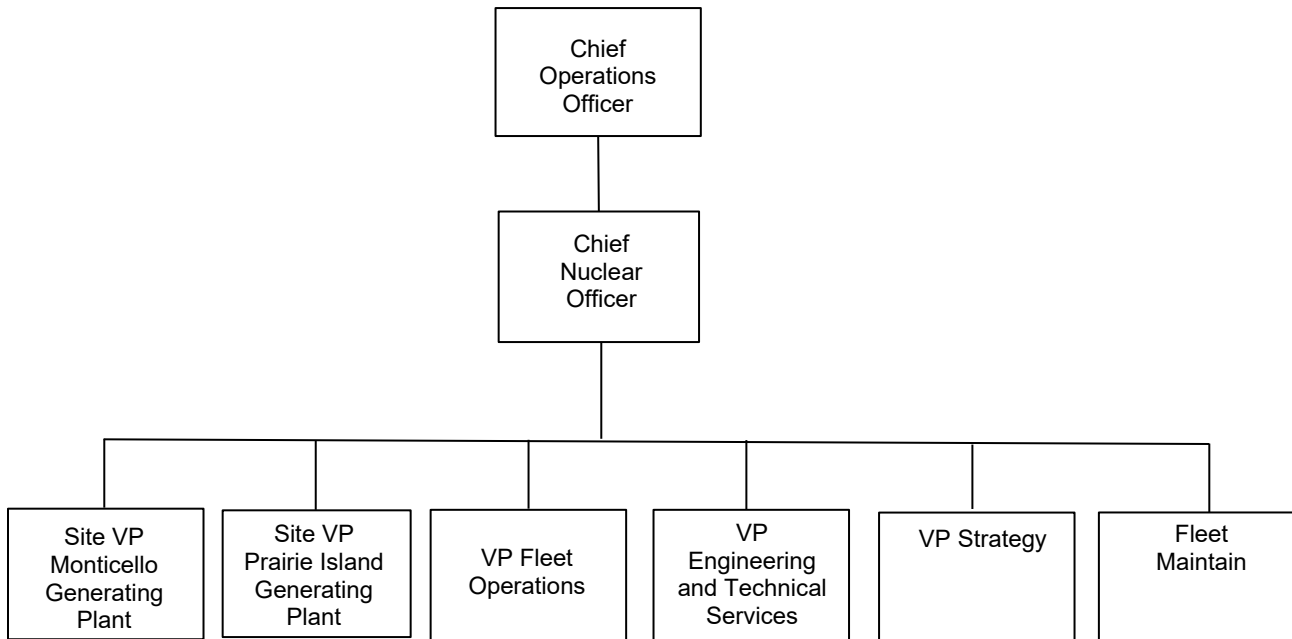 Chief
Operations
Officer
Chief
Nuclear
Officer
Site VP
Monticello
Generating
Plant
Site VP
Prairie Island
Generating
Plant
VP Fleet
Operations
VP
Engineering
and Technical
Services
VP Strategy
Fleet
Maintain